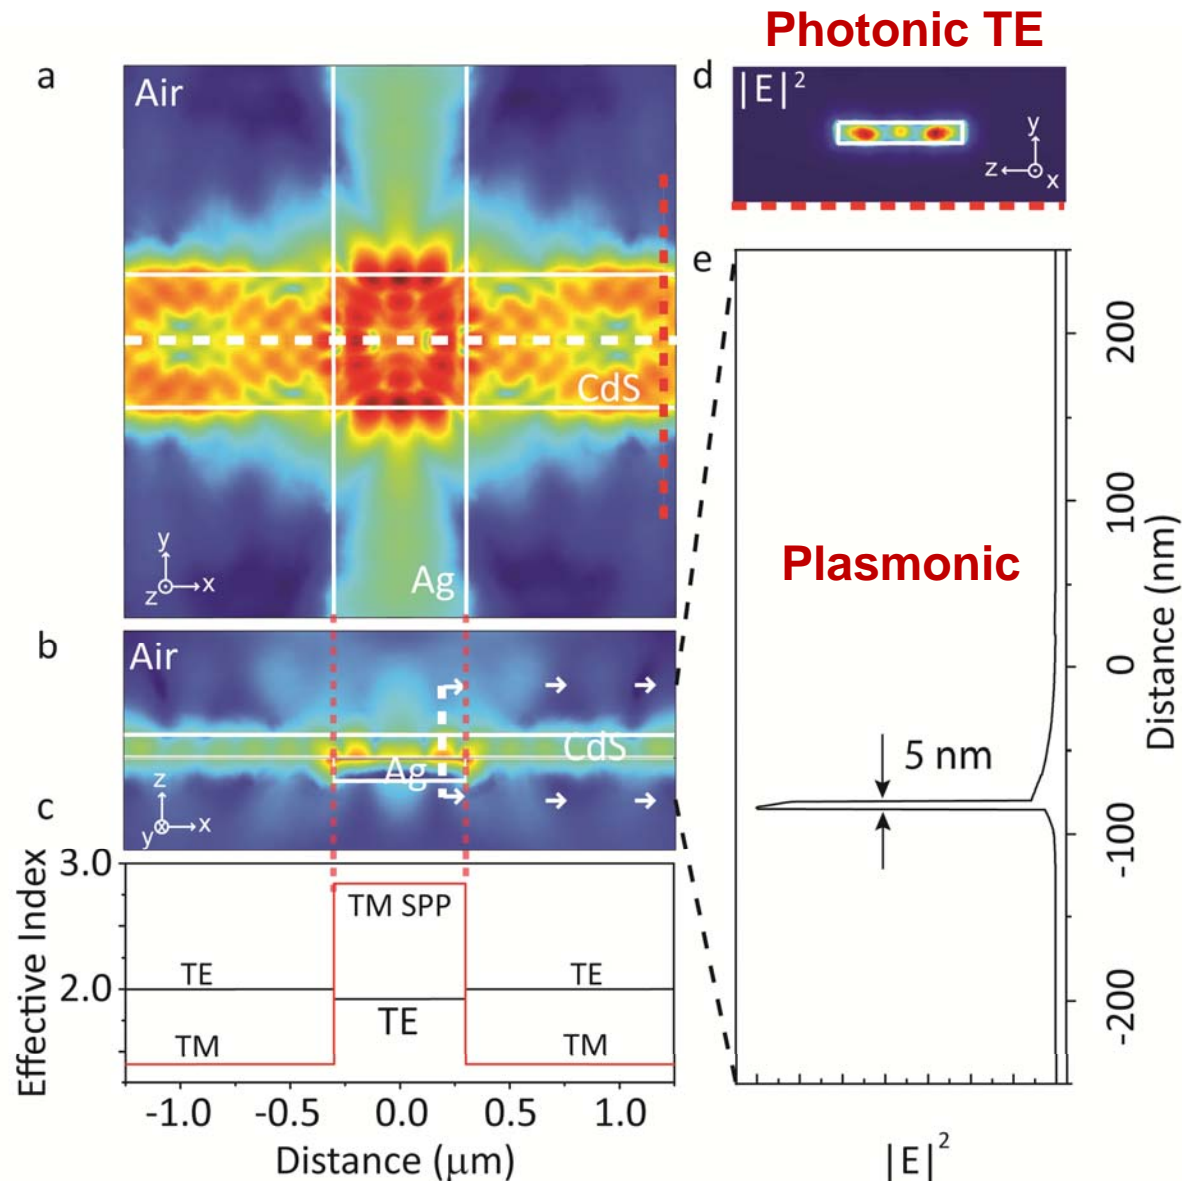 Photonic TE
a
Air
CdS
Ag
y
z
x
d
|E|²
y
z
x
b
Air
CdS
Ag
z
y
x
c
3.0
2.0
Effective Index
TM SPP
TE
TE
TE
TM
TM
-1.0
-0.5
0.0
0.5
1.0
Distance (μm)
e
Plasmonic
5 nm
200
100
0
-100
-200
Distance (nm)
|E|²